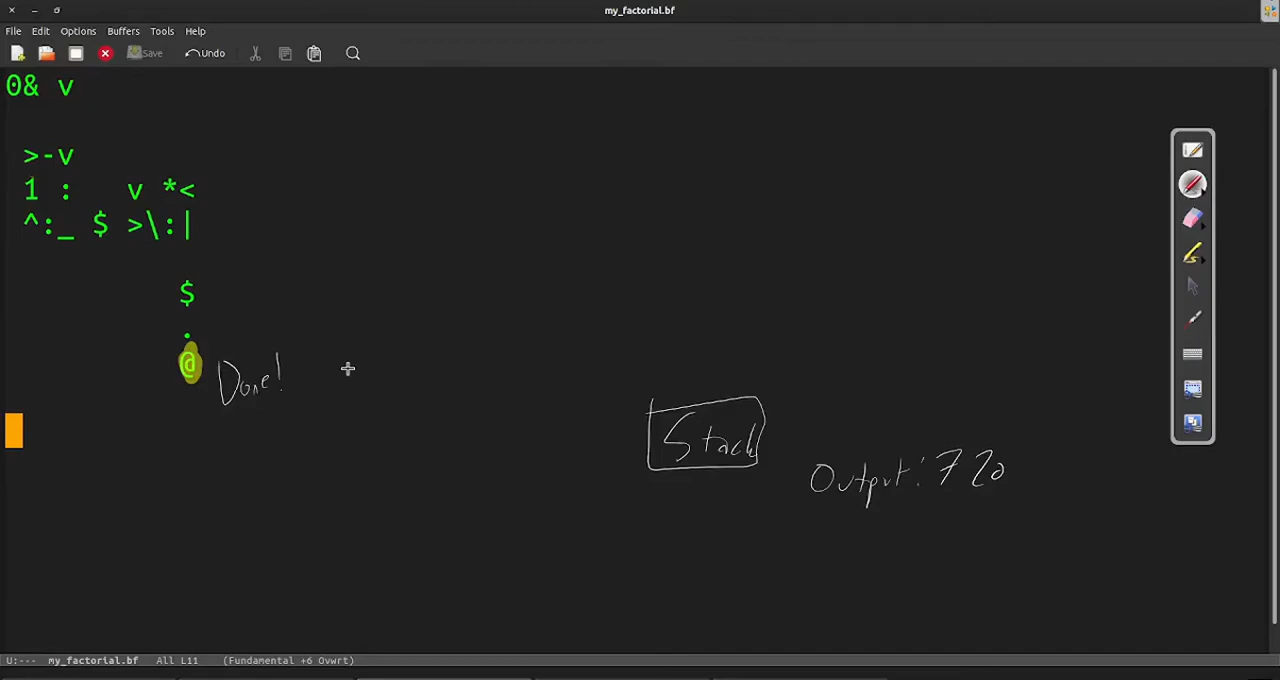 my_factorial.bf
File Edit Options Buffers Tools Help
Save Undo
0& v
>-v
1 :   v *<
^:_ $ >\:|
$
.
@ Done!
Stack
Output: 720
U:--- my_factorial.bf All L11 (Fundamental +6 Ovwrt)